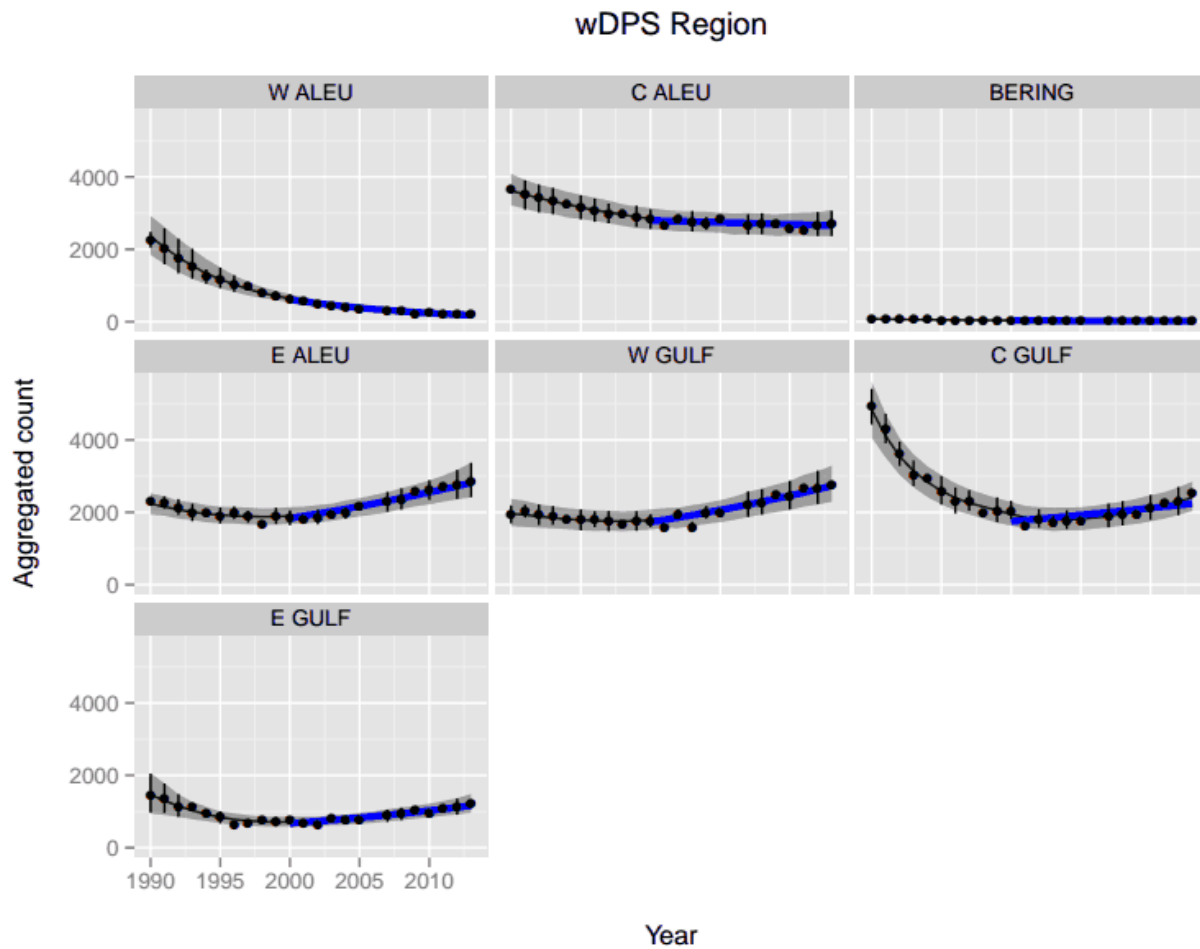 wDPS Region
W ALEU
C ALEU
BERING
4000
2000
0
E ALEU
W GULF
C GULF
4000
2000
0
Aggregated count
E GULF
4000
2000
0
1990 1995 2000 2005 2010
Year